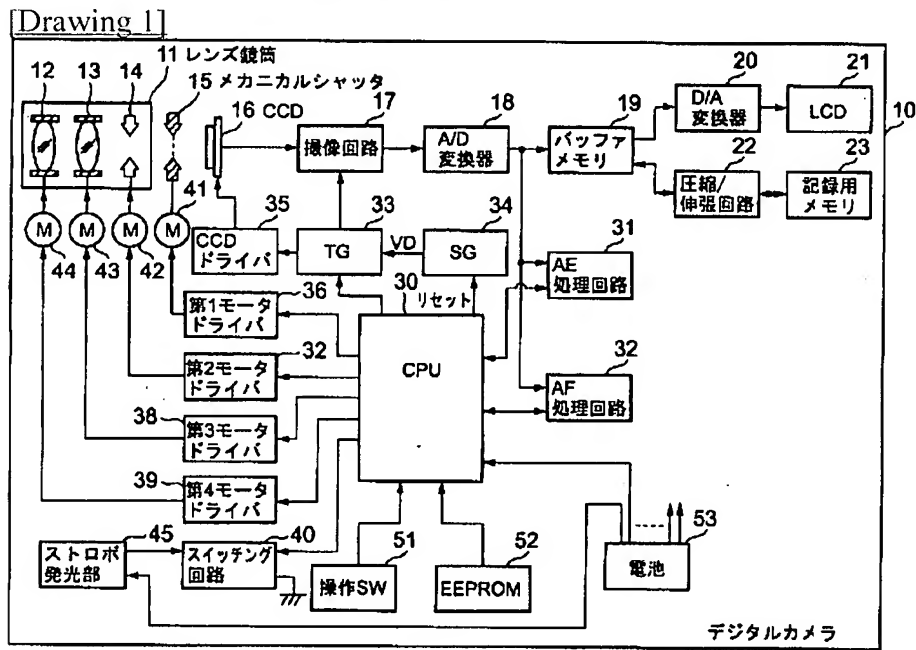 [Drawing 1]
11 レンズ鏡筒
12
13
14
15 メカニカルシャッタ
16 CCD
17
撮像回路
18
A/D
変換器
19
バッファ
メモリ
20
D/A
変換器
21
LCD
10
22
圧縮/
伸張回路
23
記録用
メモリ
M
M
M
M
44
43
42
41
35
CCD
ドライバ
33
TG
VD
34
SG
31
AE
処理回路
36
第1モータ
ドライバ
30
リセット
CPU
32
第2モータ
ドライバ
32
AF
処理回路
38
第3モータ
ドライバ
39
第4モータ
ドライバ
45
ストロボ
発光部
40
スイッチング
回路
51
操作SW
52
EEPROM
53
電池
デジタルカメラ